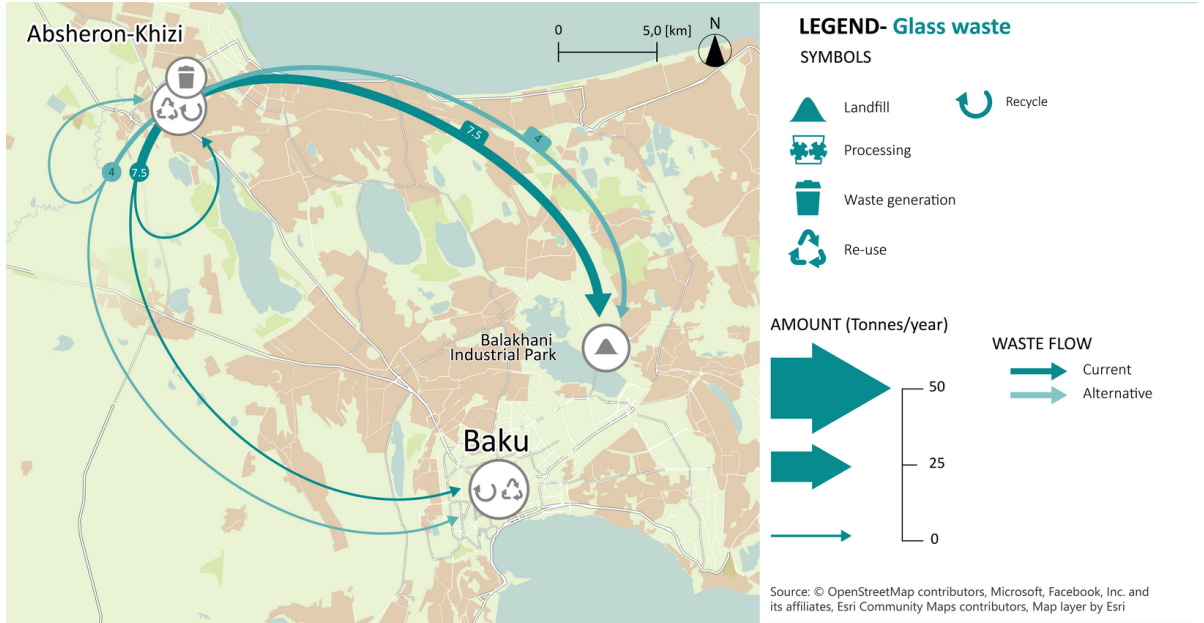 Absheron-Khizi
0 5,0 [km]
N
7.5
4
4
7.5
Balakhani
Industrial Park
Baku
LEGEND- Glass waste
SYMBOLS
Landfill
Recycle
Processing
Waste generation
Re-use
AMOUNT (Tonnes/year)
WASTE FLOW
Current
Alternative
50
25
0
Source: © OpenStreetMap contributors, Microsoft, Facebook, Inc. and
its affiliates, Esri Community Maps contributors, Map layer by Esri